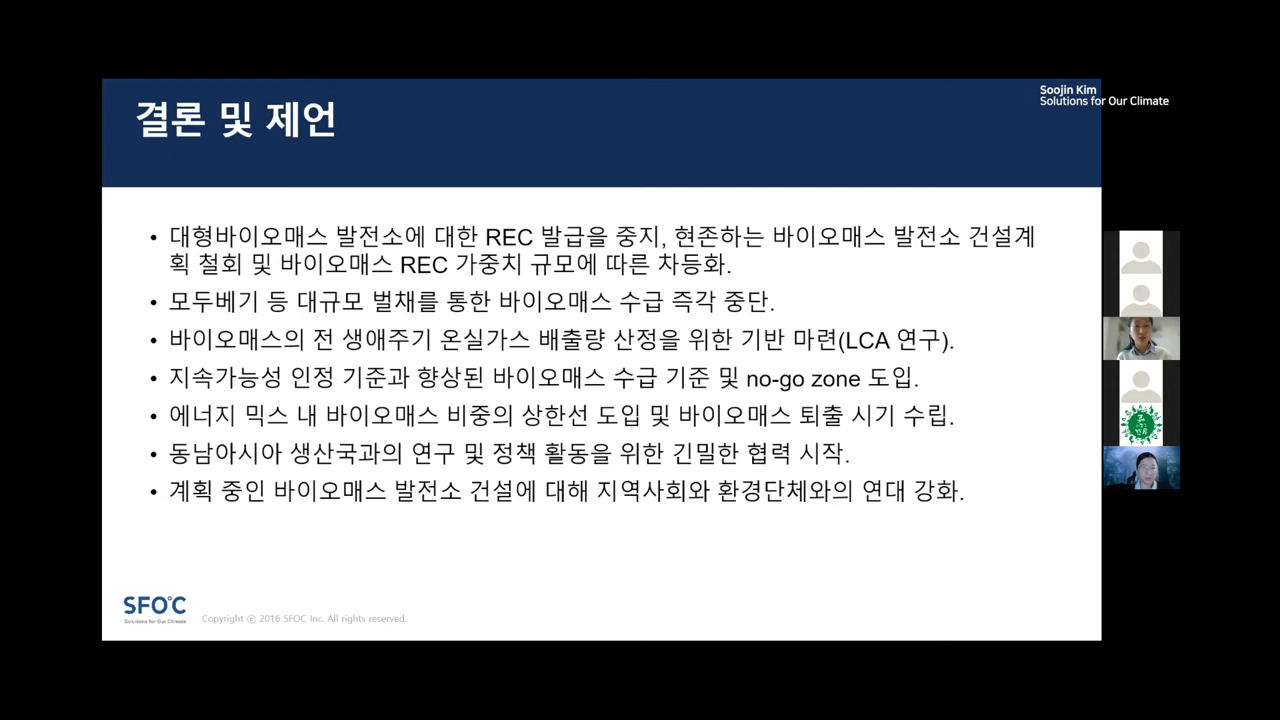 결론 및 제언
Soojin Kim
Solutions for Our Climate
• 대형바이오매스 발전소에 대한 REC 발급을 중지, 현존하는 바이오매스 발전소 건설계
획 철회 및 바이오매스 REC 가중치 규모에 따른 차등화.
• 모두베기 등 대규모 벌채를 통한 바이오매스 수급 즉각 중단.
• 바이오매스의 전 생애주기 온실가스 배출량 산정을 위한 기반 마련(LCA 연구).
• 지속가능성 인정 기준과 향상된 바이오매스 수급 기준 및 no-go zone 도입.
• 에너지 믹스 내 바이오매스 비중의 상한선 도입 및 바이오매스 퇴출 시기 수립.
• 동남아시아 생산국과의 연구 및 정책 활동을 위한 긴밀한 협력 시작.
• 계획 중인 바이오매스 발전소 건설에 대해 지역사회와 환경단체와의 연대 강화.
SFO°C
Solutions for Our Climate
Copyright ⓒ 2016 SFOC Inc. All rights reserved.